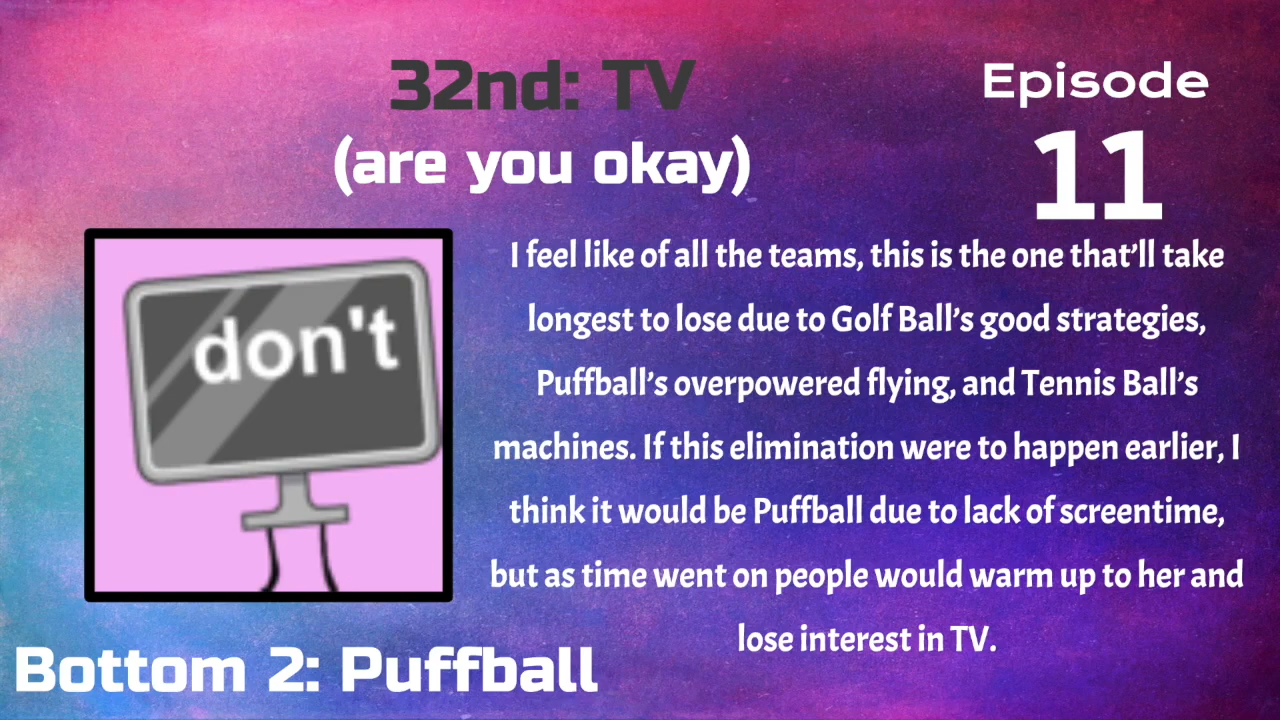 32nd: TV
(are you okay)
Episode
11
don't
I feel like of all the teams, this is the one that’ll take
longest to lose due to Golf Ball’s good strategies,
Puffball’s overpowered flying, and Tennis Ball’s
machines. If this elimination were to happen earlier, I
think it would be Puffball due to lack of screentime,
but as time went on people would warm up to her and
lose interest in TV.
Bottom 2: Puffball